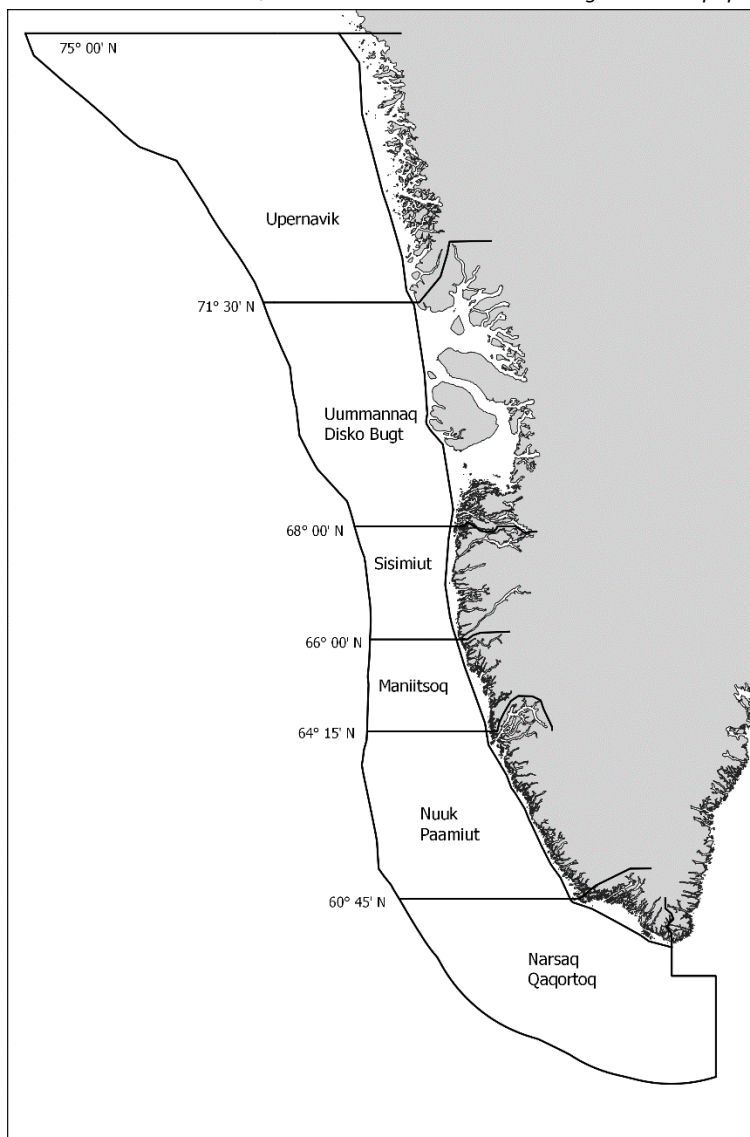 75° 00' N
Upernavik
71° 30' N
Uummannaq
Disko Bugt
68° 00' N
Sisimiut
66° 00' N
Maniitsoq
64° 15' N
Nuuk
Paamiut
60° 45' N
Narsaq
Qaqortoq